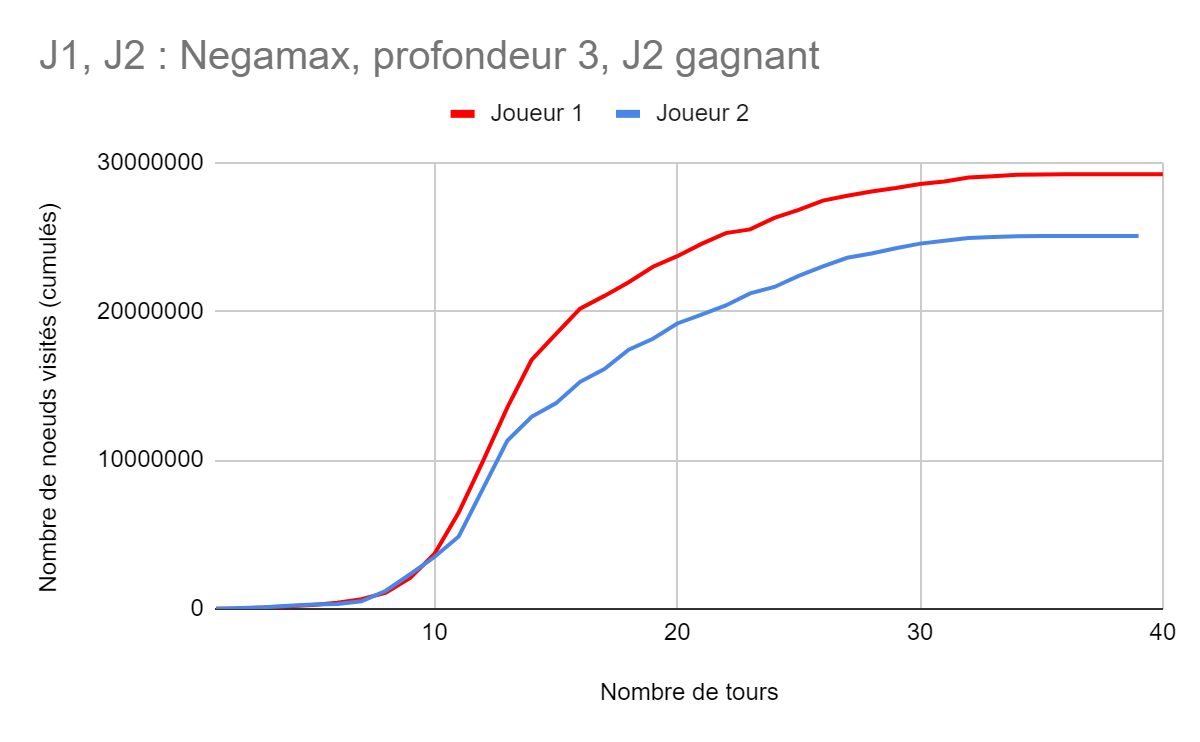 J1, J2 : Negamax, profondeur 3, J2 gagnant
Joueur 1 Joueur 2
Nombre de noeuds visités (cumulés)
30000000
20000000
10000000
0
10 20 30 40
Nombre de tours